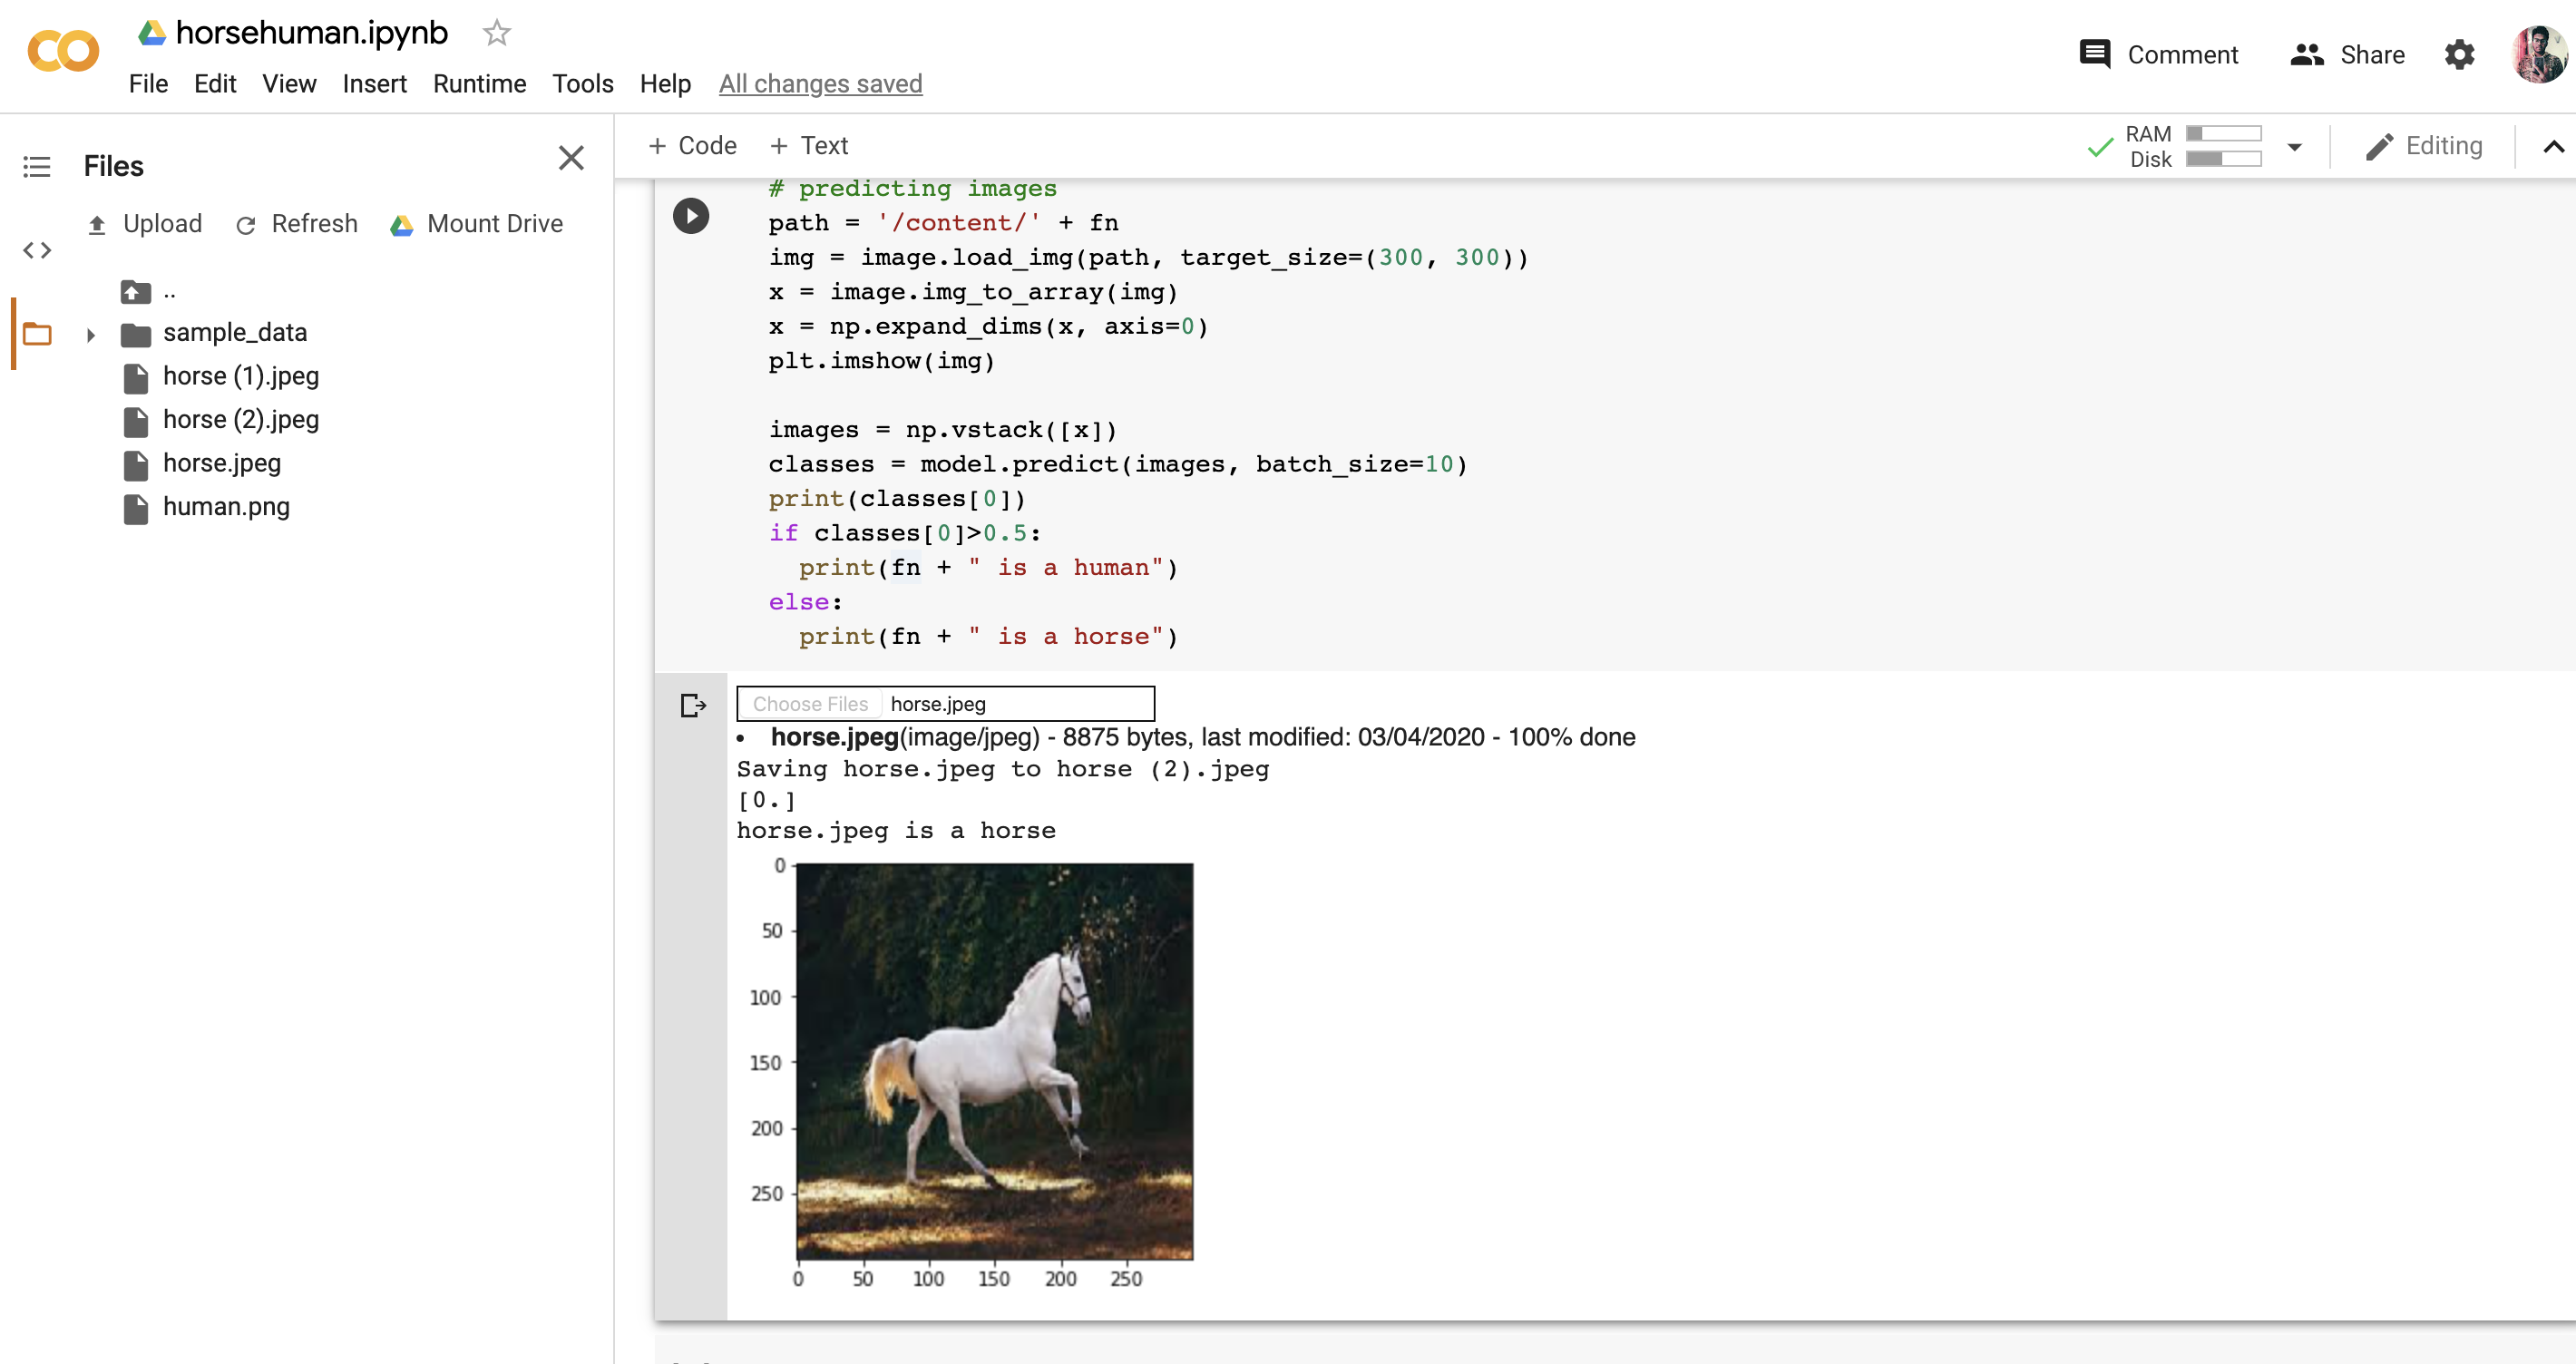 horsehuman.ipynb
File Edit View Insert Runtime Tools Help All changes saved
Comment Share
Files
Upload Refresh Mount Drive
..
sample_data
horse (1).jpeg
horse (2).jpeg
horse.jpeg
human.png
+ Code + Text
RAM
Disk
Editing
# predicting images
path = '/content/' + fn
img = image.load_img(path, target_size=(300, 300))
x = image.img_to_array(img)
x = np.expand_dims(x, axis=0)
plt.imshow(img)
images = np.vstack([x])
classes = model.predict(images, batch_size=10)
print(classes[0])
if classes[0]>0.5:
print(fn + " is a human")
else:
print(fn + " is a horse")
Choose Files horse.jpeg
• horse.jpeg(image/jpeg) - 8875 bytes, last modified: 03/04/2020 - 100% done
Saving horse.jpeg to horse (2).jpeg
[0.]
horse.jpeg is a horse
0
50
100
150
200
250
0 50 100 150 200 250